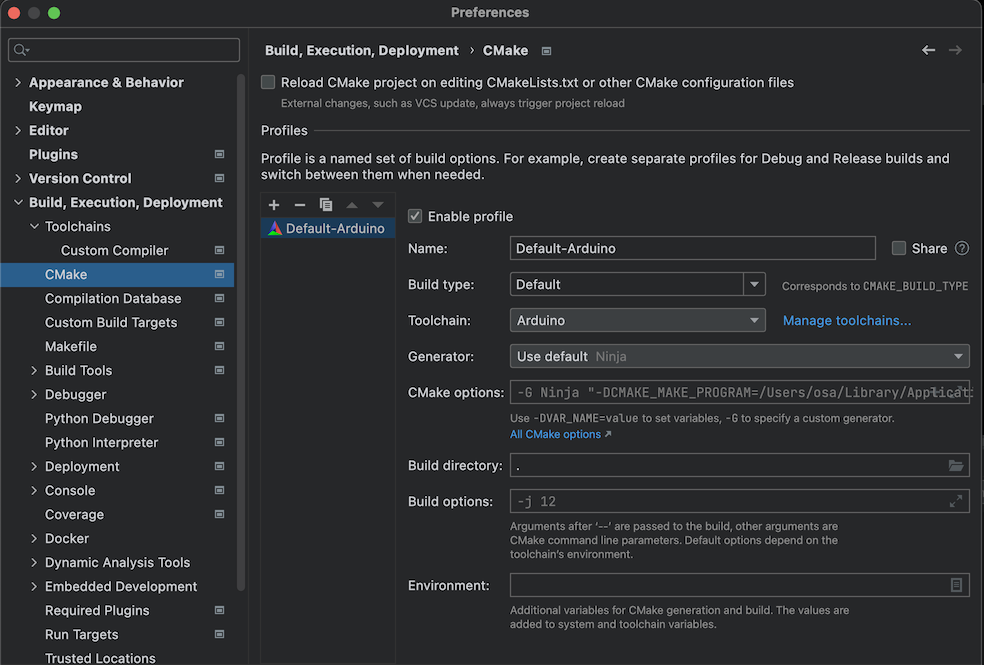 Preferences
Build, Execution, Deployment › CMake
Appearance & Behavior
Keymap
Editor
Plugins
Version Control
Build, Execution, Deployment
Toolchains
Custom Compiler
CMake
Compilation Database
Custom Build Targets
Makefile
Build Tools
Debugger
Python Debugger
Python Interpreter
Deployment
Console
Coverage
Docker
Dynamic Analysis Tools
Embedded Development
Required Plugins
Run Targets
Trusted Locations
Reload CMake project on editing CMakeLists.txt or other CMake configuration files
External changes, such as VCS update, always trigger project reload
Profiles
Profile is a named set of build options. For example, create separate profiles for Debug and Release builds and
switch between them when needed.
Default-Arduino
Enable profile
Name: Default-Arduino Share ?
Build type: Default Corresponds to CMAKE_BUILD_TYPE
Toolchain: Arduino Manage toolchains...
Generator: Use default Ninja
CMake options: -G Ninja "-DCMAKE_MAKE_PROGRAM=/Users/osa/Library/Applicat
Use -DVAR_NAME=value to set variables, -G to specify a custom generator.
All CMake options ↗
Build directory: .
Build options: -j 12
Arguments after ‘--’ are passed to the build, other arguments are
CMake command line parameters. Default options depend on the
toolchain’s environment.
Environment:
Additional variables for CMake generation and build. The values are
added to system and toolchain variables.